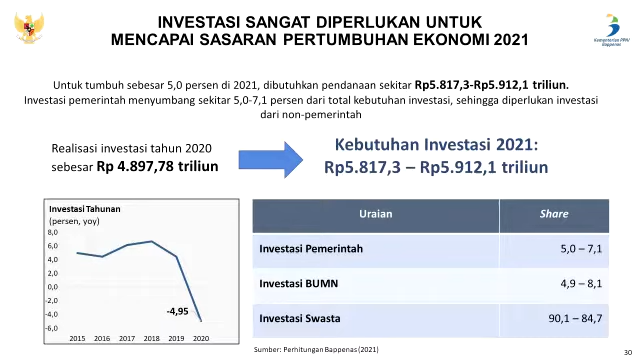 INVESTASI SANGAT DIPERLUKAN UNTUK
MENCAPAI SASARAN PERTUMBUHAN EKONOMI 2021
Kementerian PPN/
Bappenas
Untuk tumbuh sebesar 5,0 persen di 2021, dibutuhkan pendanaan sekitar Rp5.817,3-Rp5.912,1 triliun.
Investasi pemerintah menyumbang sekitar 5,0-7,1 persen dari total kebutuhan investasi, sehingga diperlukan investasi
dari non-pemerintah
Realisasi investasi tahun 2020
sebesar Rp 4.897,78 triliun
Kebutuhan Investasi 2021:
Rp5.817,3 – Rp5.912,1 triliun
Investasi Tahunan
(persen, yoy)
8,0
6,0
4,0
2,0
0,0
-2,0
-4,0
-6,0
-4,95
2015 2016 2017 2018 2019 2020
Uraian Share
Investasi Pemerintah 5,0 – 7,1
Investasi BUMN 4,9 – 8,1
Investasi Swasta 90,1 – 84,7
Sumber: Perhitungan Bappenas (2021)
30